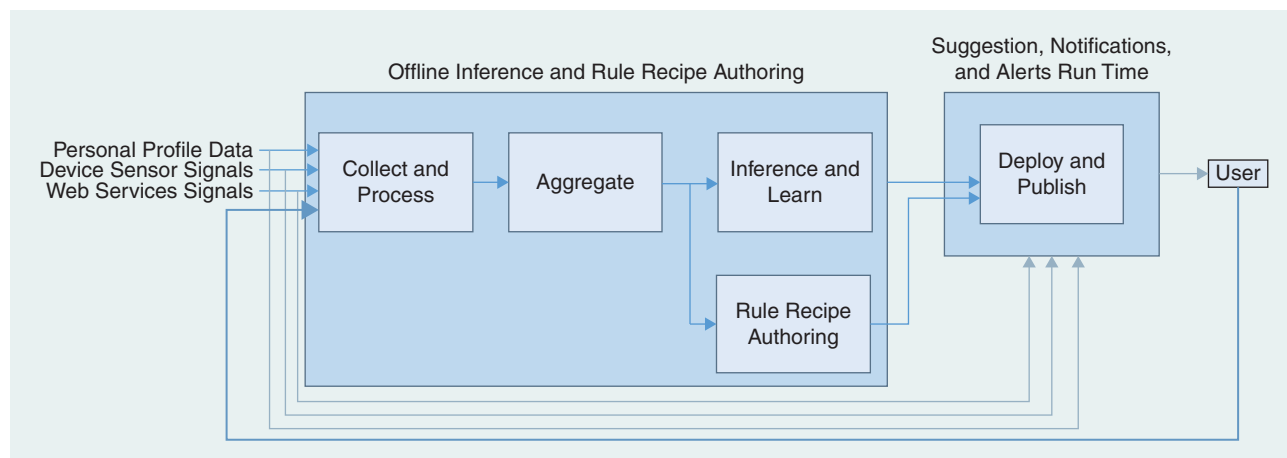 Suggestion, Notifications,
and Alerts Run Time
Offline Inference and Rule Recipe Authoring
Personal Profile Data
Device Sensor Signals
Web Services Signals
Collect and
Process
Aggregate
Inference and
Learn
Deploy and
Publish
User
Rule Recipe
Authoring